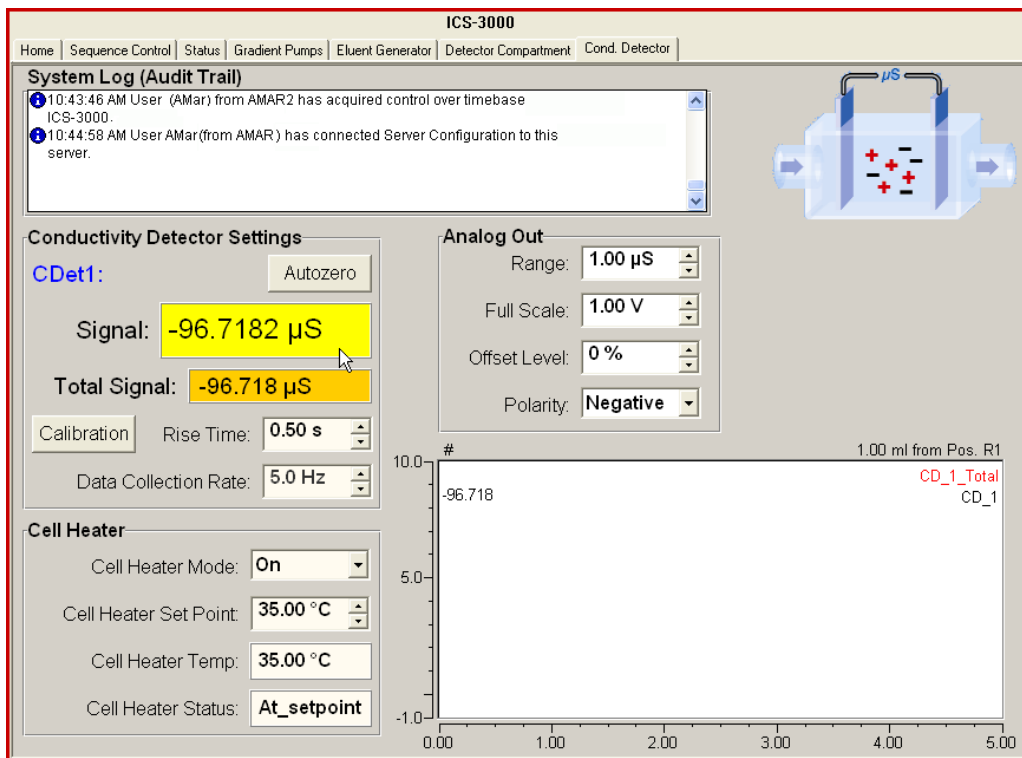 ICS-3000
Home Sequence Control Status Gradient Pumps Eluent Generator Detector Compartment Cond. Detector
System Log (Audit Trail)
10:43:46 AM User (AMar) from AMAR2 has acquired control over timebase
ICS-3000.
10:44:58 AM User AMar(from AMAR) has connected Server Configuration to this
server.
µS
Conductivity Detector Settings
CDet1: Autozero
Signal: -96.7182 µS
Total Signal: -96.718 µS
Calibration Rise Time: 0.50 s
Data Collection Rate: 5.0 Hz
Analog Out
Range: 1.00 µS
Full Scale: 1.00 V
Offset Level: 0 %
Polarity: Negative
Cell Heater
Cell Heater Mode: On
Cell Heater Set Point: 35.00 °C
Cell Heater Temp: 35.00 °C
Cell Heater Status: At_setpoint
# 1.00 ml from Pos. R1
10.0
CD_1_Total
-96.718 CD_1
5.0
-1.0
0.00 1.00 2.00 3.00 4.00 5.00